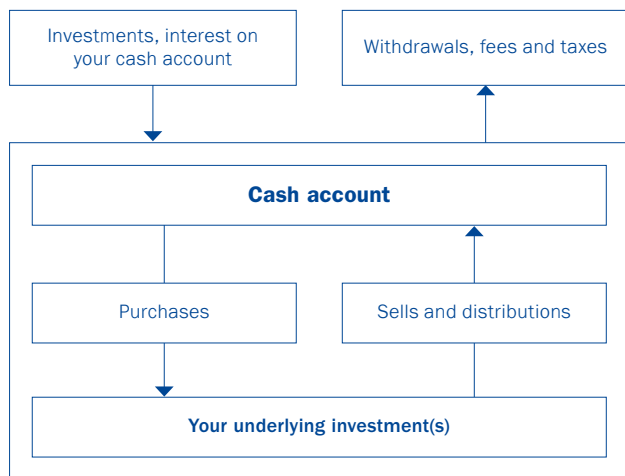 Investments, interest on
your cash account
Withdrawals, fees and taxes
Cash account
Purchases
Sells and distributions
Your underlying investment(s)